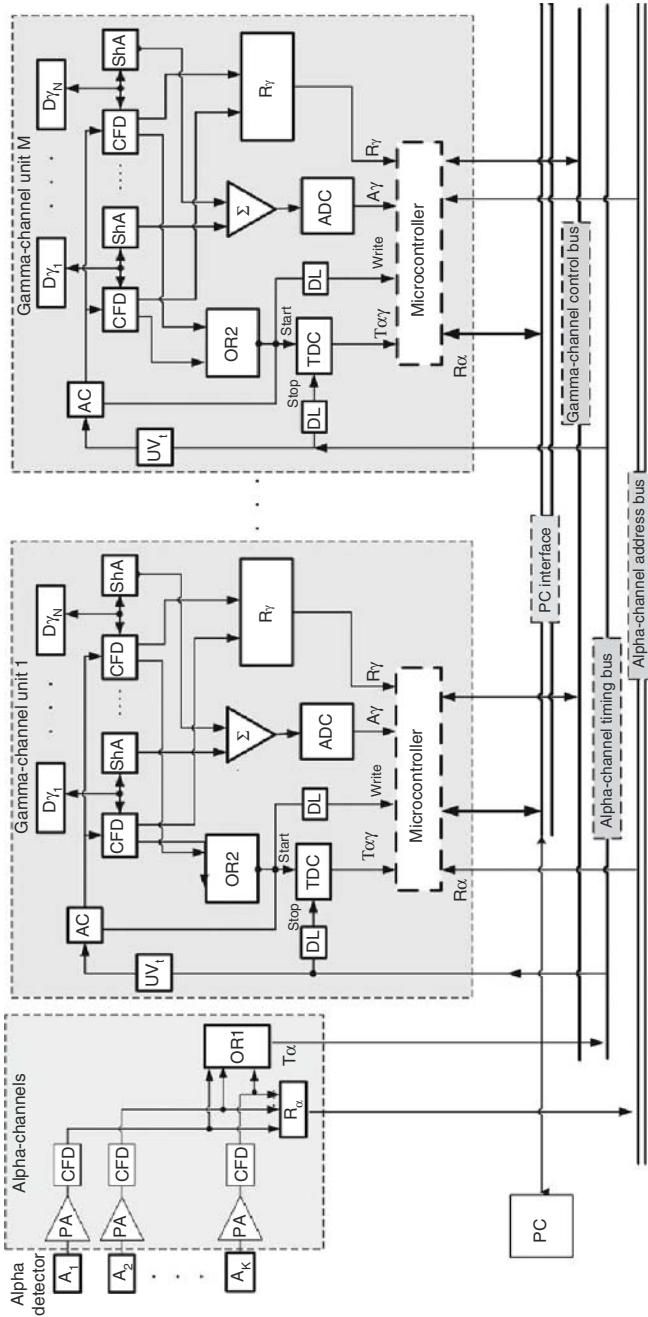 Alpha
detector
Alpha-channels
A1
PA
CFD
A2
PA
CFD
. . . .
AK
PA
CFD
OR1
Tα
Rα
Gamma-channel unit 1
Dγ1
. . .
DγN
CFD
ShA
....
CFD
ShA
AC
UVt
OR2
Σ
Rγ
Start
Stop
DL
TDC
DL
ADC
Tαγ
Write
Aγ
Rγ
Rα
Microcontroller
. . . .
Gamma-channel unit M
Dγ1
. . .
DγN
CFD
ShA
....
CFD
ShA
AC
UVt
OR2
Σ
Rγ
Start
Stop
DL
TDC
DL
ADC
Tαγ
Write
Aγ
Rγ
Rα
Microcontroller
PC
PC interface
Gamma-channel control bus
Alpha-channel timing bus
Alpha-channel address bus